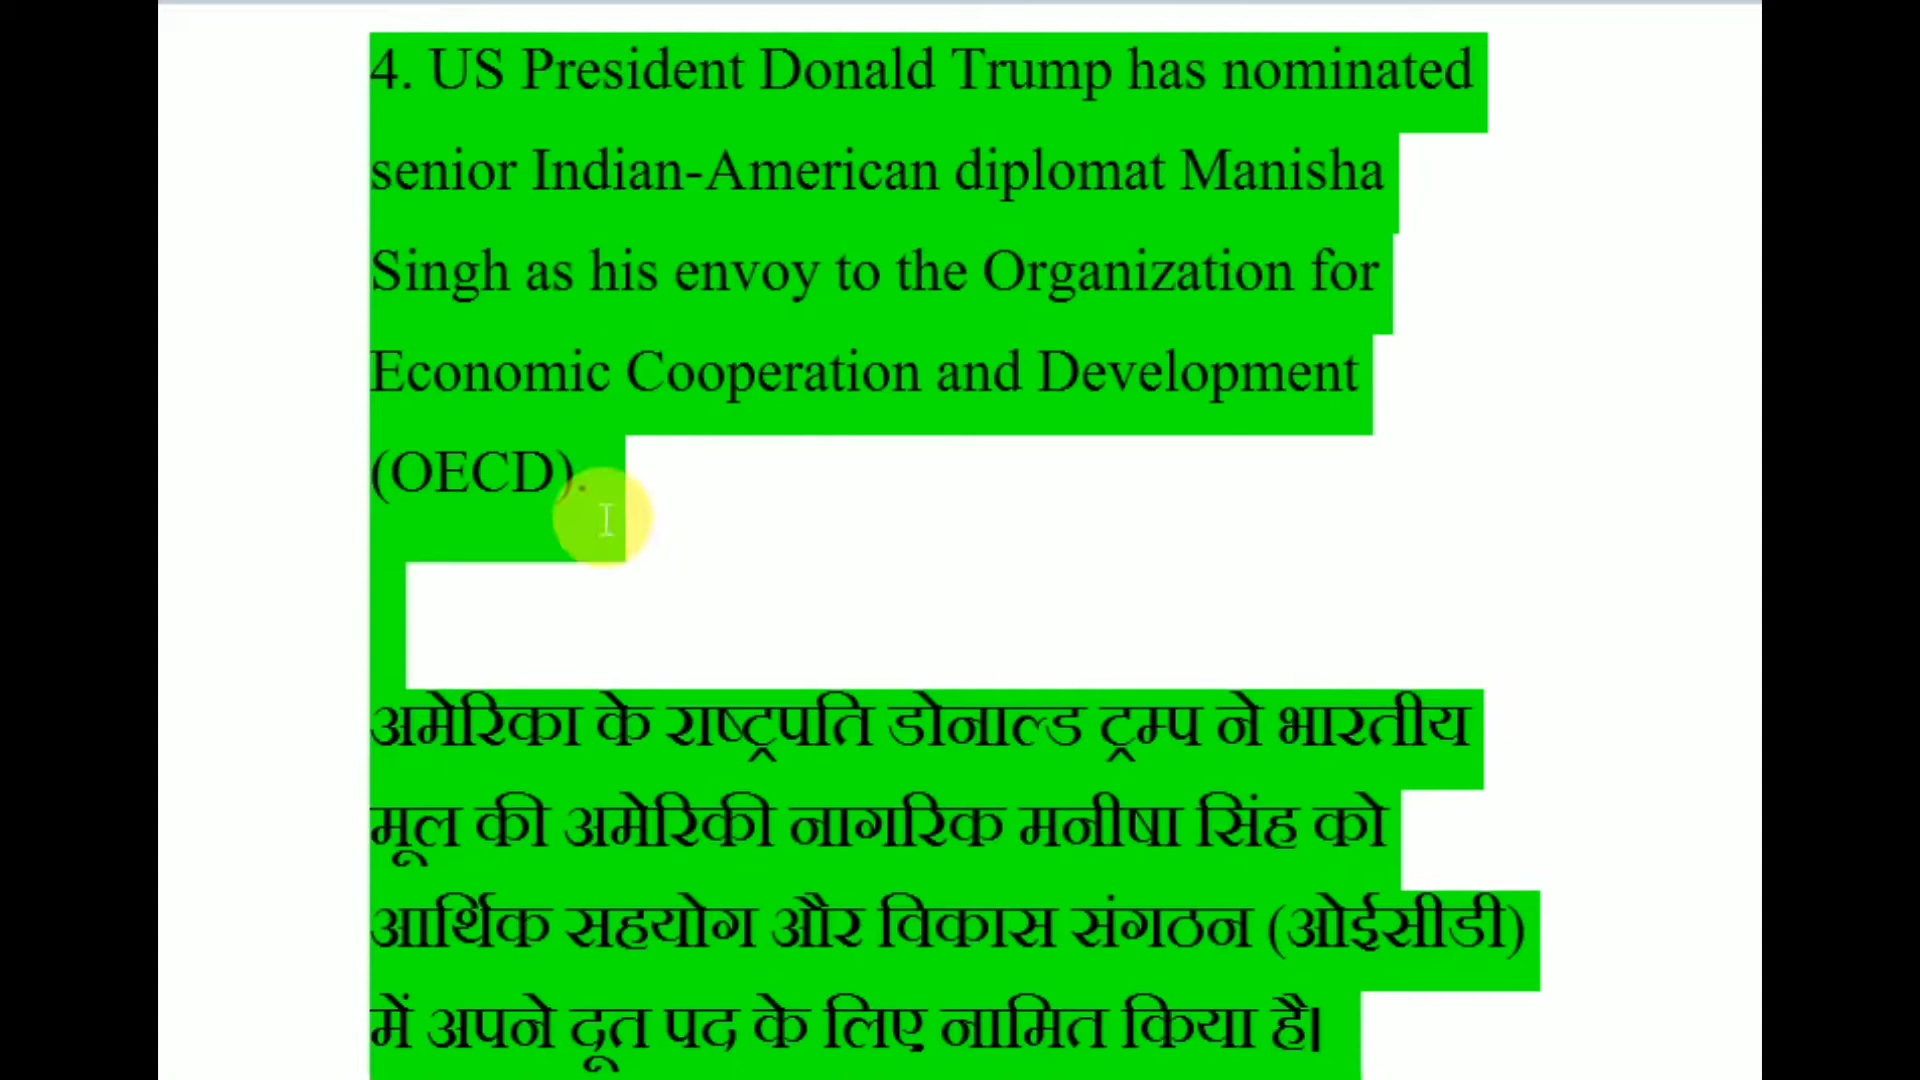 4. US President Donald Trump has nominated
senior Indian-American diplomat Manisha
Singh as his envoy to the Organization for
Economic Cooperation and Development
(OECD).
अमेरिका के राष्ट्रपति डोनाल्ड ट्रम्प ने भारतीय
मूल की अमेरिकी नागरिक मनीषा सिंह को
आर्थिक सहयोग और विकास संगठन (ओईसीडी)
में अपने दूत पद के लिए नामित किया है।